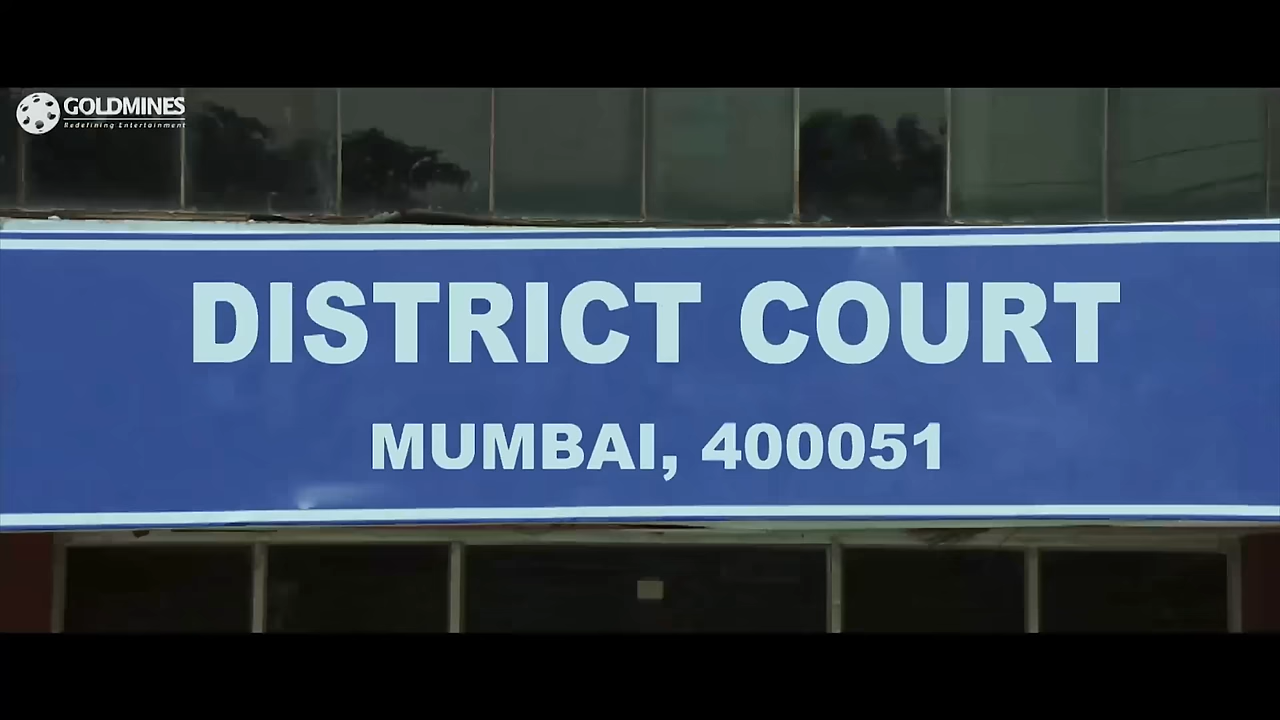 GOLDMINES
Redefining Entertainment
DISTRICT COURT
MUMBAI, 400051